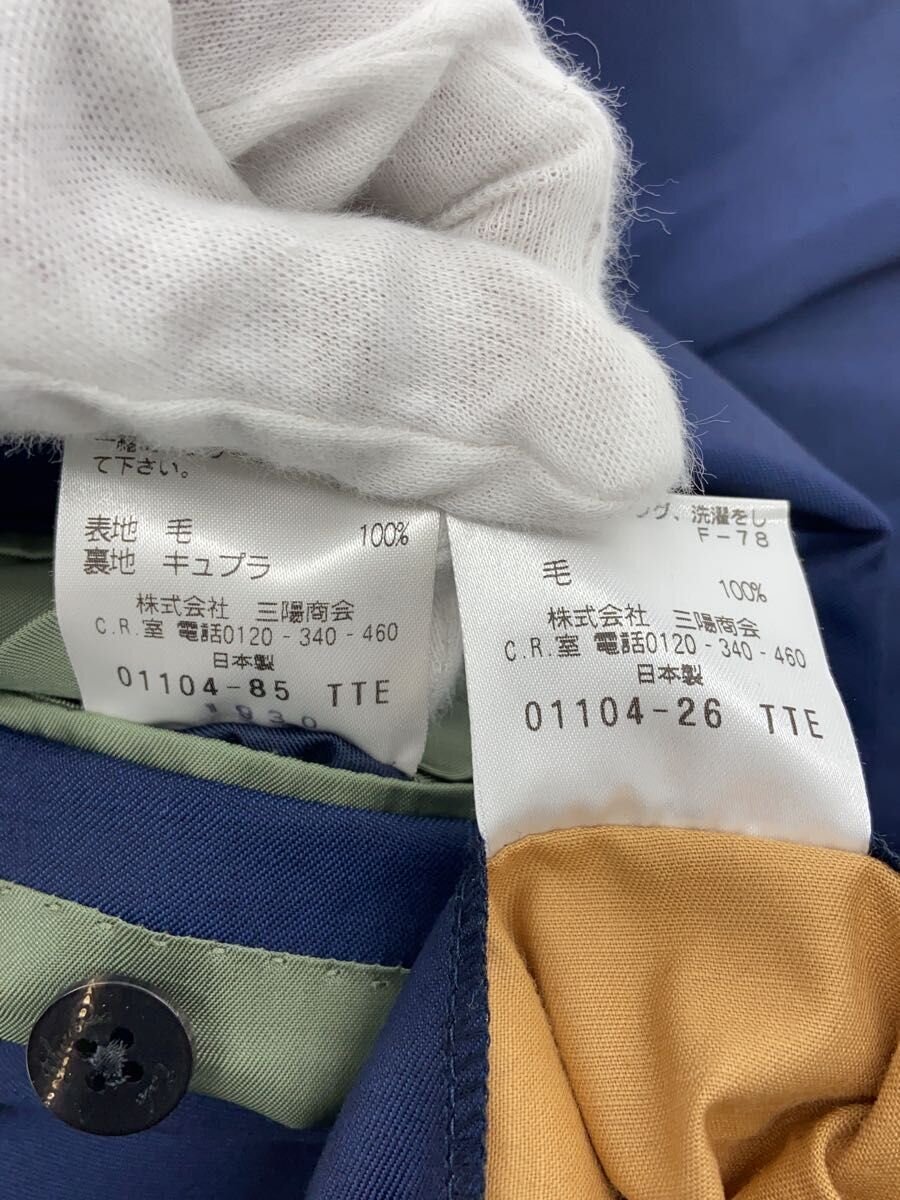 て下さい。
表地 毛 100%
裏地 キュプラ
株式会社 三陽商会
C.R.室 電話0120-340-460
日本製
01104-85 TTE
1930
グ、洗濯をし
F-78
毛 100%
株式会社 三陽商会
C.R.室 電話0120-340-460
日本製
01104-26 TTE